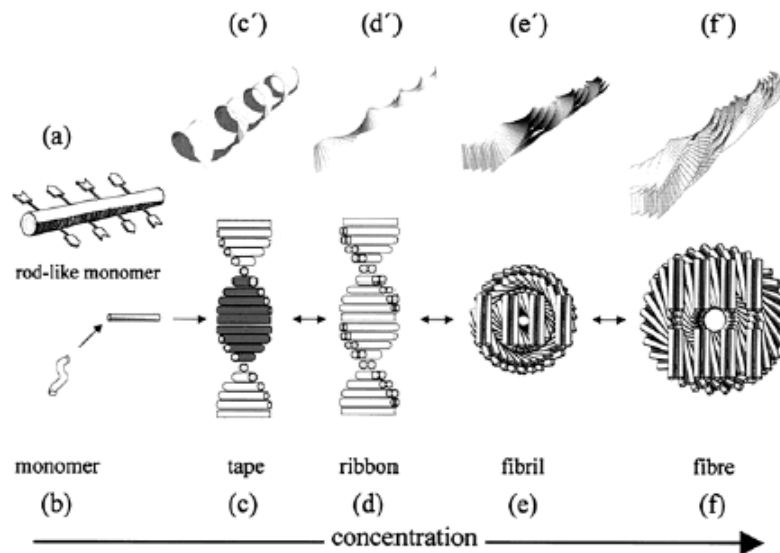 (c´) (d´) (e´) (f´)
(a)
rod-like monomer
monomer tape ribbon fibril fibre
(b) (c) (d) (e) (f)
concentration